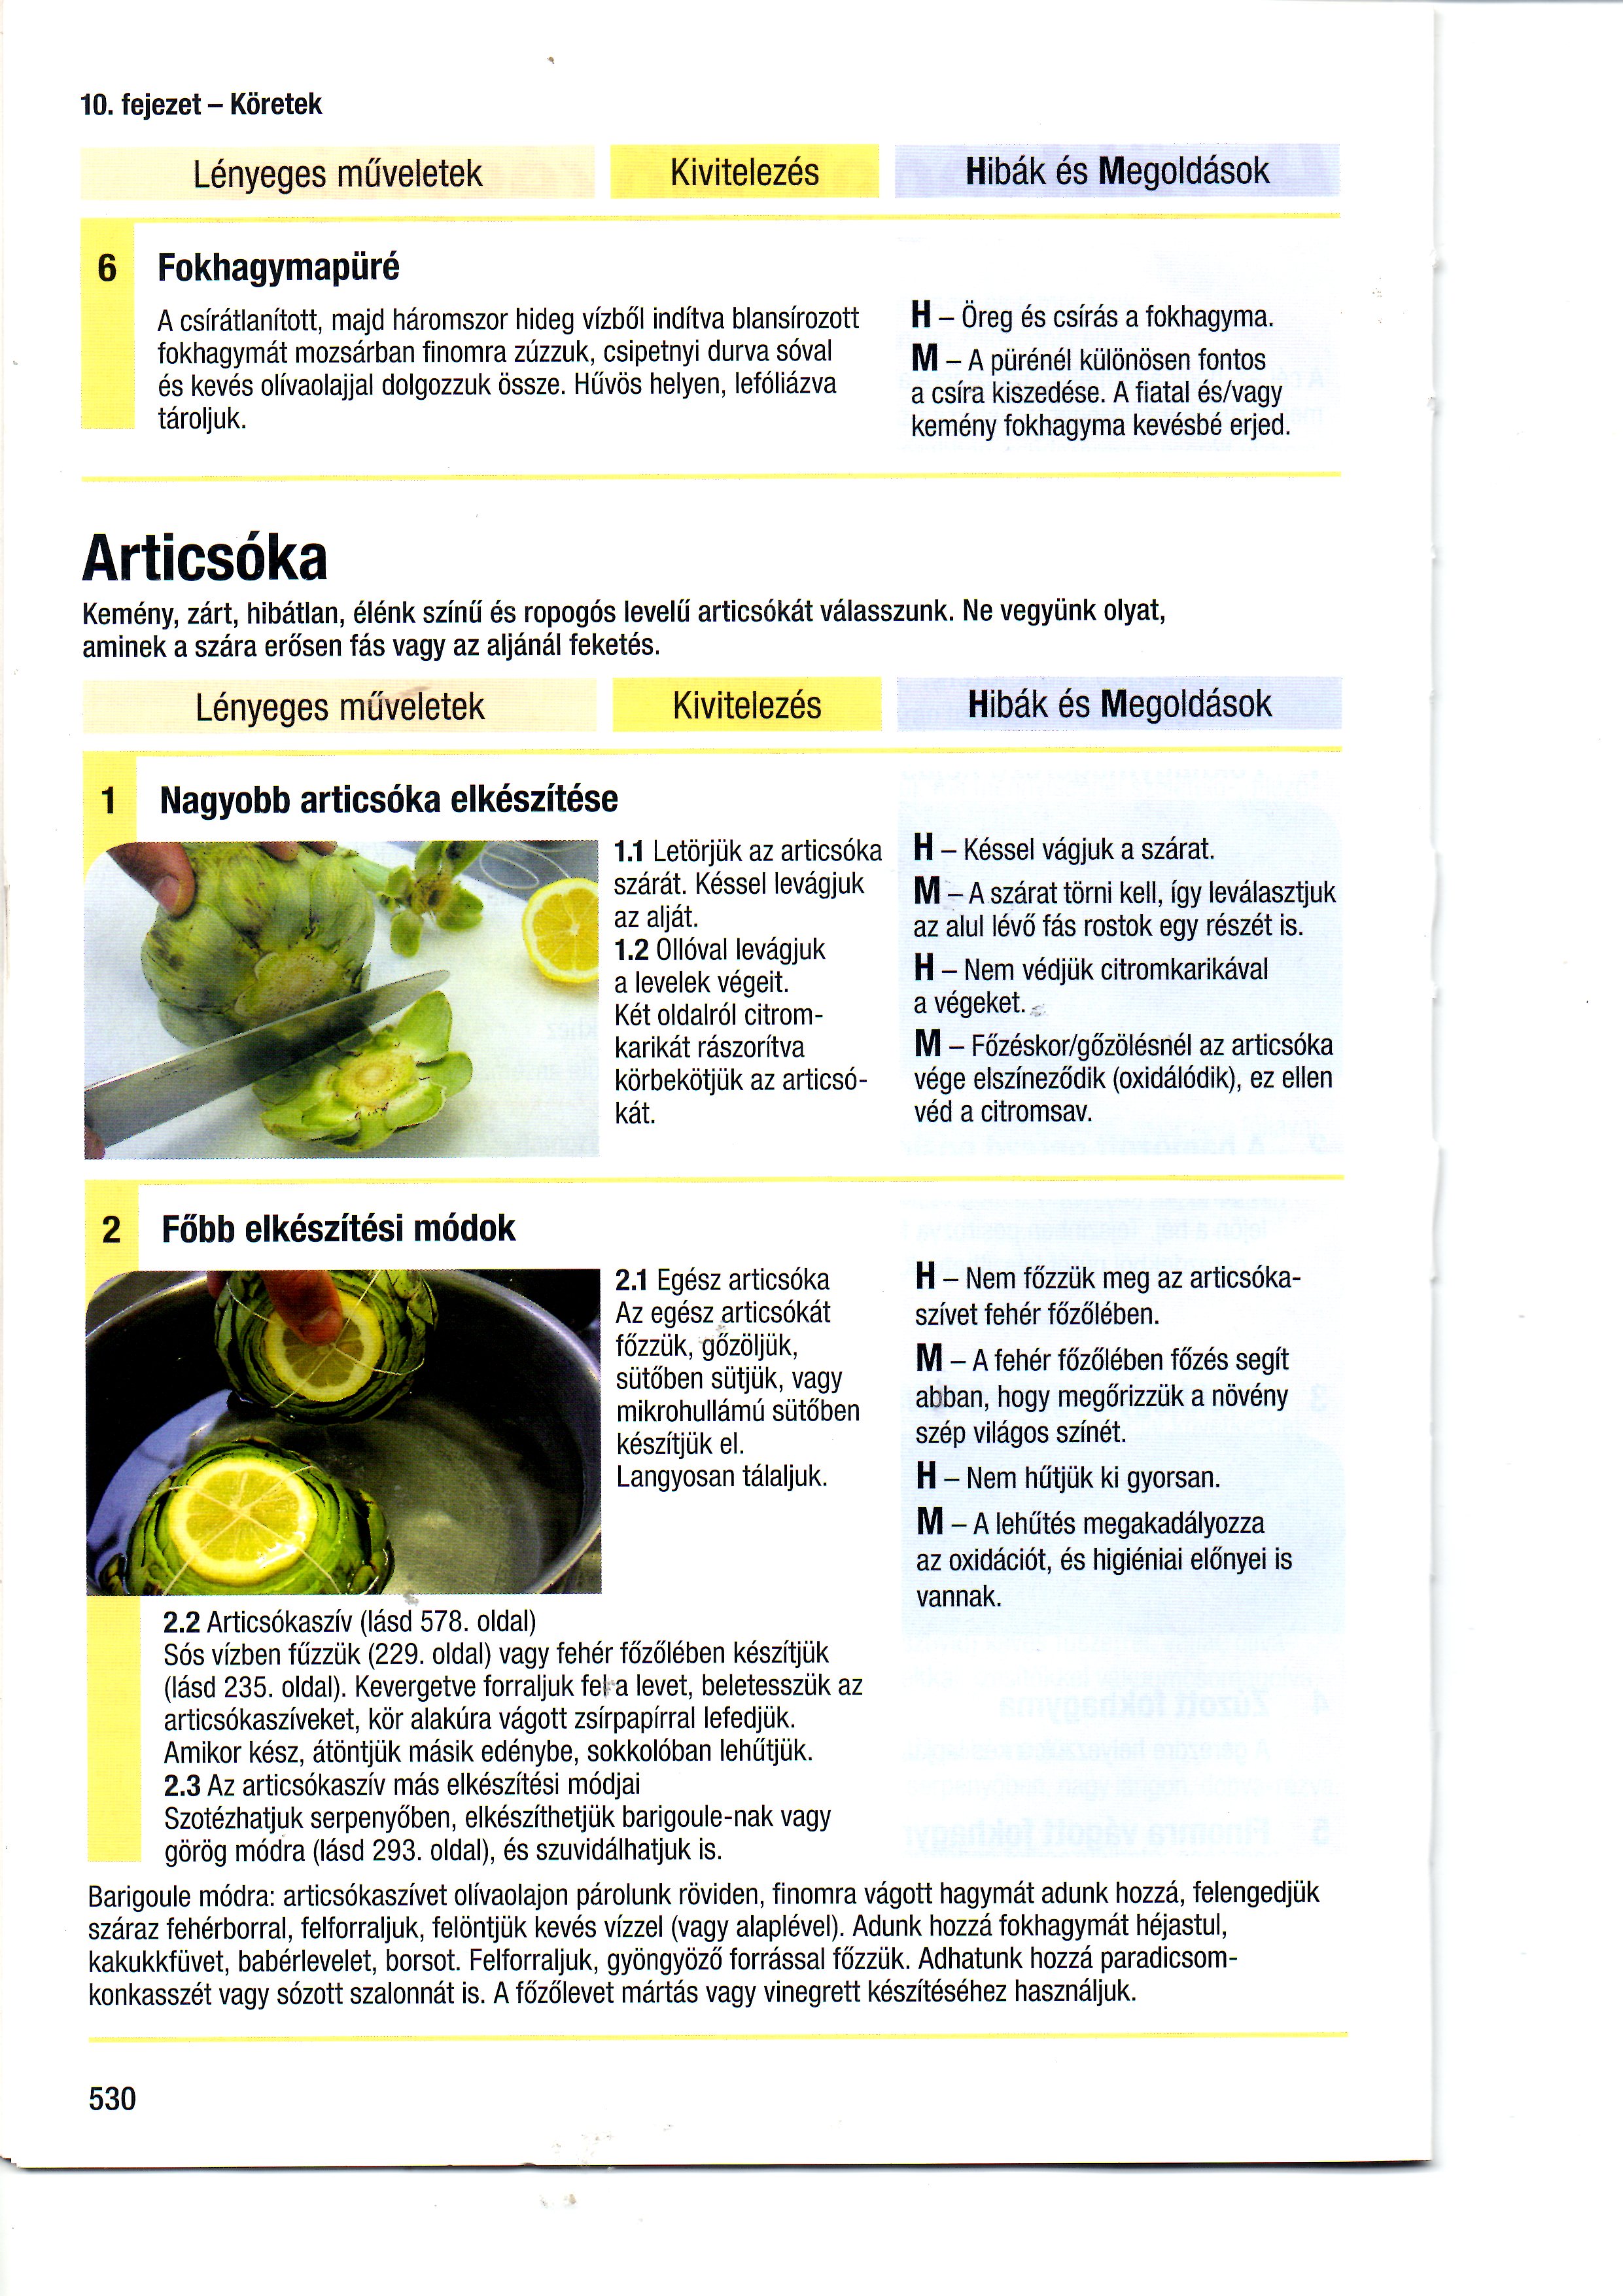 10. fejezet – Köretek
Lényeges műveletek
Kivitelezés
Hibák és Megoldások
6 Fokhagymapüré
A csírátlanított, majd háromszor hideg vízből indítva blansírozott
fokhagymát mozsárban finomra zúzzuk, csipetnyi durva sóval
és kevés olívaolajjal dolgozzuk össze. Hűvös helyen, lefóliázva
tároljuk.
H – Öreg és csírás a fokhagyma.
M – A pürénél különösen fontos
a csíra kiszedése. A fiatal és/vagy
kemény fokhagyma kevésbé erjed.
Articsóka
Kemény, zárt, hibátlan, élénk színű és ropogós levelű articsókát válasszunk. Ne vegyünk olyat,
aminek a szára erősen fás vagy az aljánál feketés.
Lényeges műveletek
Kivitelezés
Hibák és Megoldások
1 Nagyobb articsóka elkészítése
1.1 Letörjük az articsóka
szárát. Késsel levágjuk
az alját.
1.2 Ollóval levágjuk
a levelek végeit.
Két oldalról citrom-
karikát rászorítva
körbekötjük az articsó-
kát.
H – Késsel vágjuk a szárat.
M – A szárat törni kell, így leválasztjuk
az alul lévő fás rostok egy részét is.
H – Nem védjük citromkarikával
a végeket.
M – Főzéskor/gőzölésnél az articsóka
vége elszíneződik (oxidálódik), ez ellen
véd a citromsav.
2 Főbb elkészítési módok
2.1 Egész articsóka
Az egész articsókát
főzzük, gőzöljük,
sütőben sütjük, vagy
mikrohullámú sütőben
készítjük el.
Langyosan tálaljuk.
2.2 Articsókaszív (lásd 578. oldal)
Sós vízben fűzzük (229. oldal) vagy fehér főzőlében készítjük
(lásd 235. oldal). Kevergetve forraljuk fel a levet, beletesszük az
articsókaszíveket, kör alakúra vágott zsírpapírral lefedjük.
Amikor kész, átöntjük másik edénybe, sokkolóban lehűtjük.
2.3 Az articsókaszív más elkészítési módjai
Szotézhatjuk serpenyőben, elkészíthetjük barigoule-nak vagy
görög módra (lásd 293. oldal), és szuvidálhatjuk is.
H – Nem főzzük meg az articsóka-
szívet fehér főzőlében.
M – A fehér főzőlében főzés segít
abban, hogy megőrizzük a növény
szép világos színét.
H – Nem hűtjük ki gyorsan.
M – A lehűtés megakadályozza
az oxidációt, és higiéniai előnyei is
vannak.
Barigoule módra: articsókaszívet olívaolajon párolunk röviden, finomra vágott hagymát adunk hozzá, felengedjük
száraz fehérborral, felforraljuk, felöntjük kevés vízzel (vagy alaplével). Adunk hozzá fokhagymát héjastul,
kakukkfüvet, babérlevelet, borsot. Felforraljuk, gyöngyöző forrással főzzük. Adhatunk hozzá paradicsom-
konkasszét vagy sózott szalonnát is. A főzőlevet mártás vagy vinegrett készítéséhez használjuk.
530